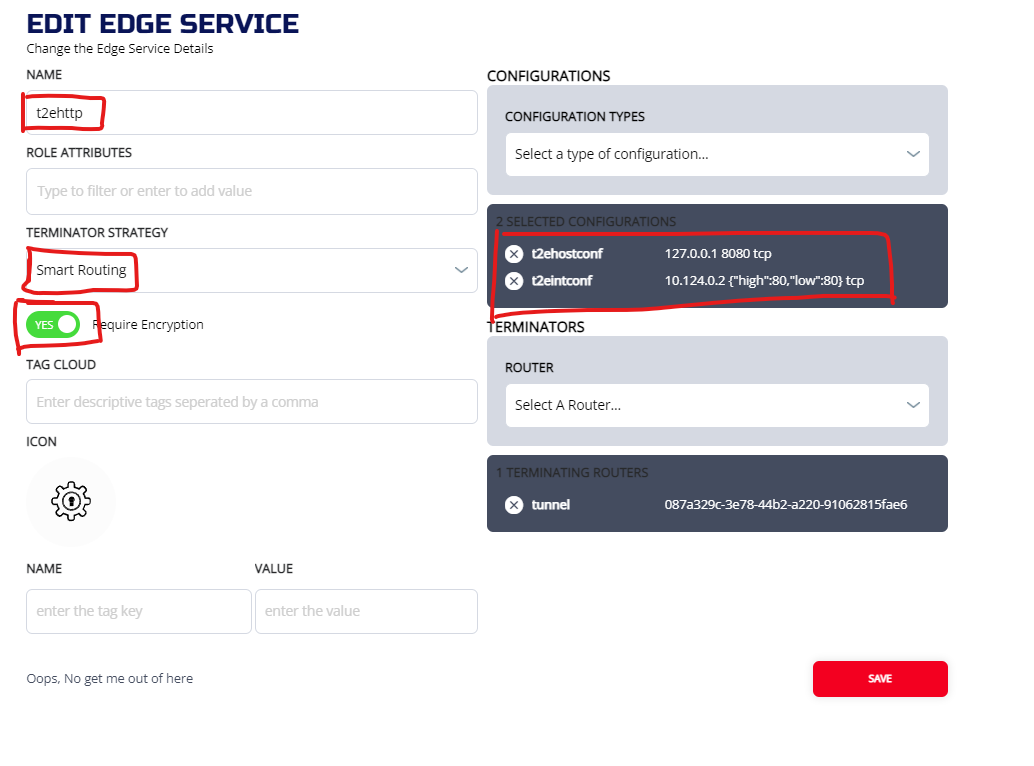 EDIT EDGE SERVICE
Change the Edge Service Details
NAME
t2ehttp
ROLE ATTRIBUTES
Type to filter or enter to add value
TERMINATOR STRATEGY
Smart Routing
YES Require Encryption
TAG CLOUD
Enter descriptive tags seperated by a comma
ICON
NAME VALUE
enter the tag key enter the value
Oops, No get me out of here
CONFIGURATIONS
CONFIGURATION TYPES
Select a type of configuration...
2 SELECTED CONFIGURATIONS
t2ehostconf 127.0.0.1 8080 tcp
t2eintconf 10.124.0.2 {"high":80,"low":80} tcp
TERMINATORS
ROUTER
Select A Router...
1 TERMINATING ROUTERS
tunnel 087a329c-3e78-44b2-a220-91062815fae6
SAVE